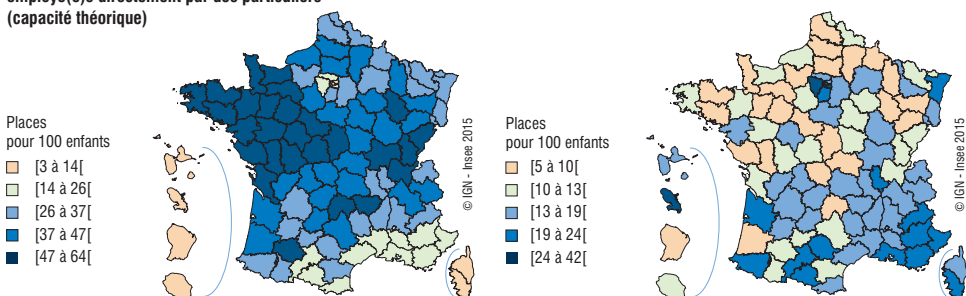 (capacité théorique)
Places
pour 100 enfants
[3 à 14[
[14 à 26[
[26 à 37[
[37 à 47[
[47 à 64[
© IGN - Insee 2015
Places
pour 100 enfants
[5 à 10[
[10 à 13[
[13 à 19[
[19 à 24[
[24 à 42[
© IGN - Insee 2015